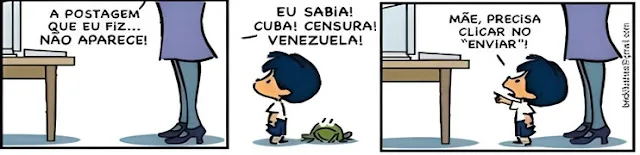 A POSTAGEM
QUE EU FIZ...
NÃO APARECE!
EU SABIA!
CUBA! CENSURA!
VENEZUELA!
MÃE, PRECISA
CLICAR NO
"ENVIAR"!